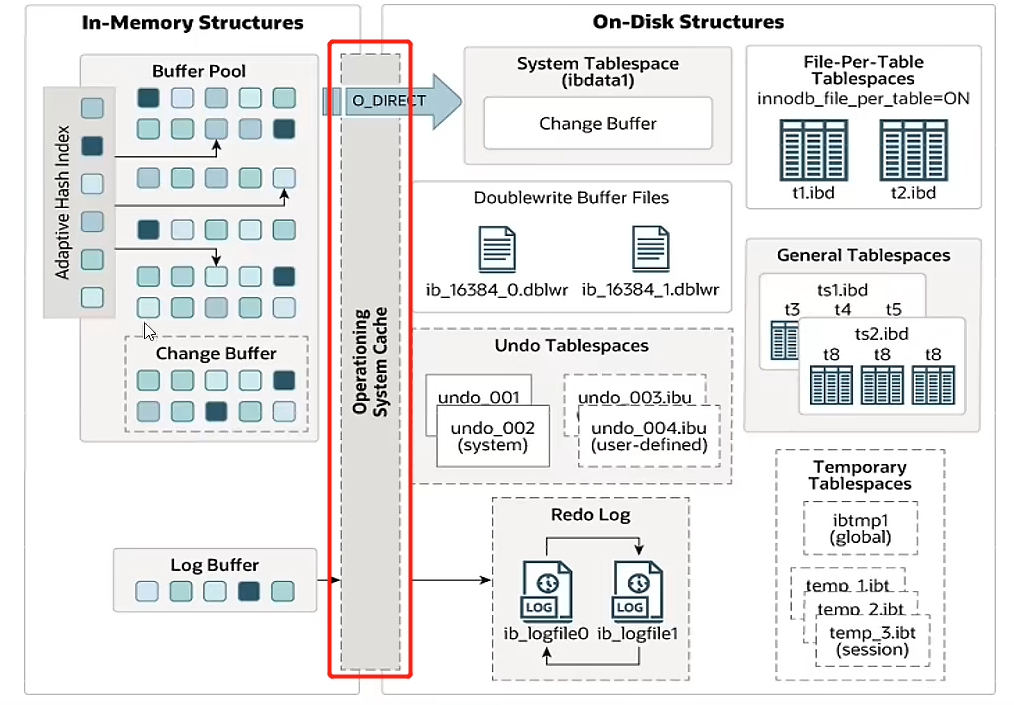 In-Memory Structures
Buffer Pool
Adaptive Hash Index
Change Buffer
Log Buffer
Operationing
System Cache
O_DIRECT
On-Disk Structures
System Tablespace
(ibdata1)
Change Buffer
File-Per-Table
Tablespaces
innodb_file_per_table=ON
t1.ibd
t2.ibd
Doublewrite Buffer Files
ib_16384_0.dblwr
ib_16384_1.dblwr
General Tablespaces
ts1.ibd
t3 t4 t5
ts2.ibd
t8 t8 t8
Undo Tablespaces
undo_001
undo_002
(system)
undo_003.ibu
undo_004.ibu
(user-defined)
Redo Log
LOG
LOG
ib_logfile0
ib_logfile1
Temporary
Tablespaces
ibtmp1
(global)
temp_1.ibt
temp_2.ibt
temp_3.ibt
(session)